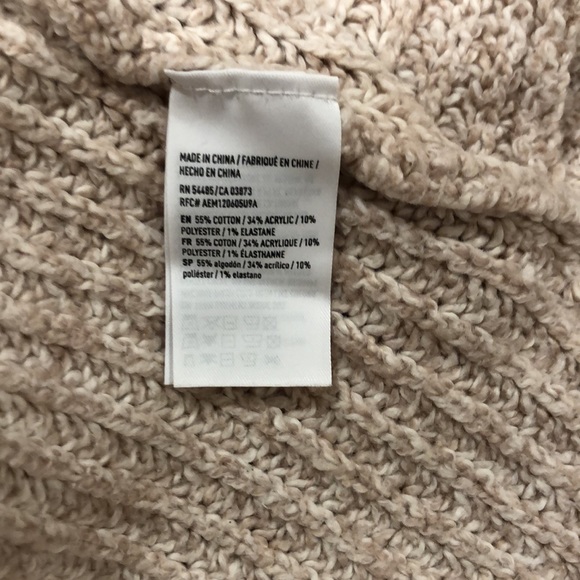 MADE IN CHINA / FABRIQUÉ EN CHINE /
HECHO EN CHINA
RN 54485/CA 03873
RFC# AEM120605U9A
EN 55% COTTON / 34% ACRYLIC / 10%
POLYESTER / 1% ELASTANE
FR 55% COTON / 34% ACRYLIQUE / 10%
POLYESTER / 1% ÉLASTHANNE
SP 55% algodón / 34% acrílico / 10%
poliéster / 1% elastano